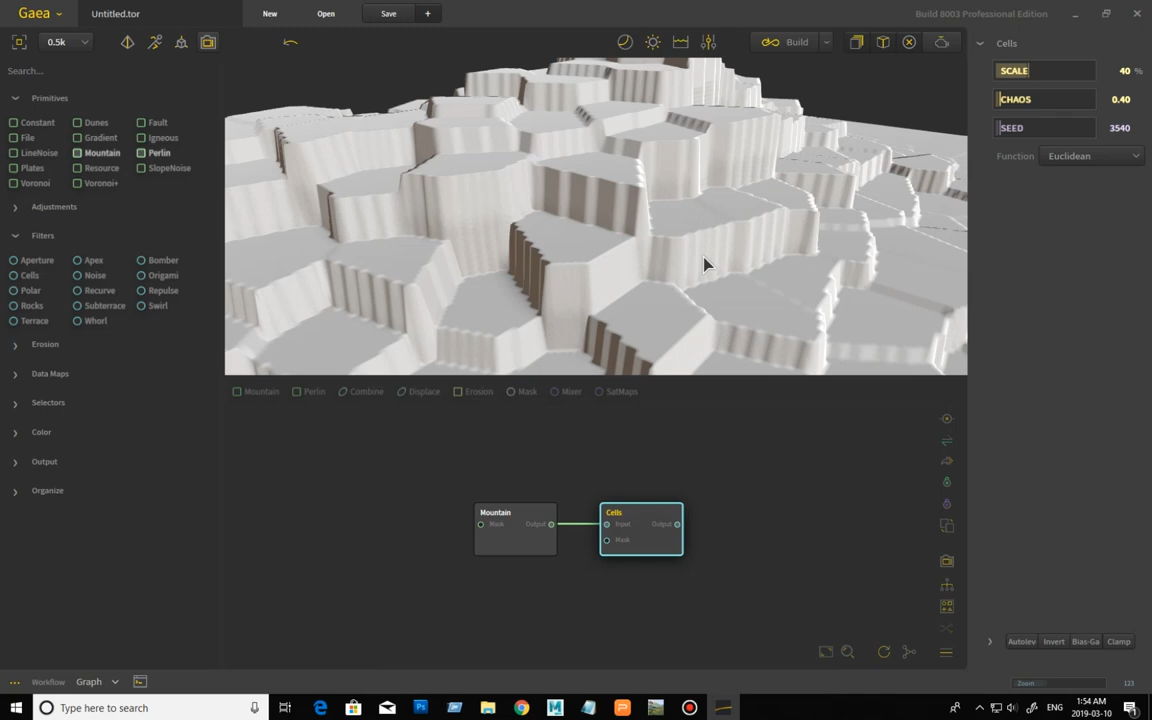 Gaea
Untitled.tor
New
Open
Save
+
Build 8003 Professional Edition
0.5k
Build
Search...
Primitives
Constant
Dunes
Fault
File
Gradient
Igneous
LineNoise
Mountain
Perlin
Plates
Resource
SlopeNoise
Voronoi
Voronoi+
Adjustments
Filters
Aperture
Apex
Bomber
Cells
Noise
Origami
Polar
Recurve
Repulse
Rocks
Subterrace
Swirl
Terrace
Whorl
Erosion
Data Maps
Selectors
Color
Output
Organize
Cells
SCALE 40 %
CHAOS 0.40
SEED 3540
Function Euclidean
Mountain
Perlin
Combine
Displace
Erosion
Mask
Mixer
SatMaps
Mountain
Mask Output
Cells
Input Output
Mask
Autolev Invert Bias-Ga Clamp
Workflow Graph
Zoom 123
Type here to search
ENG
1:54 AM
2019-03-10